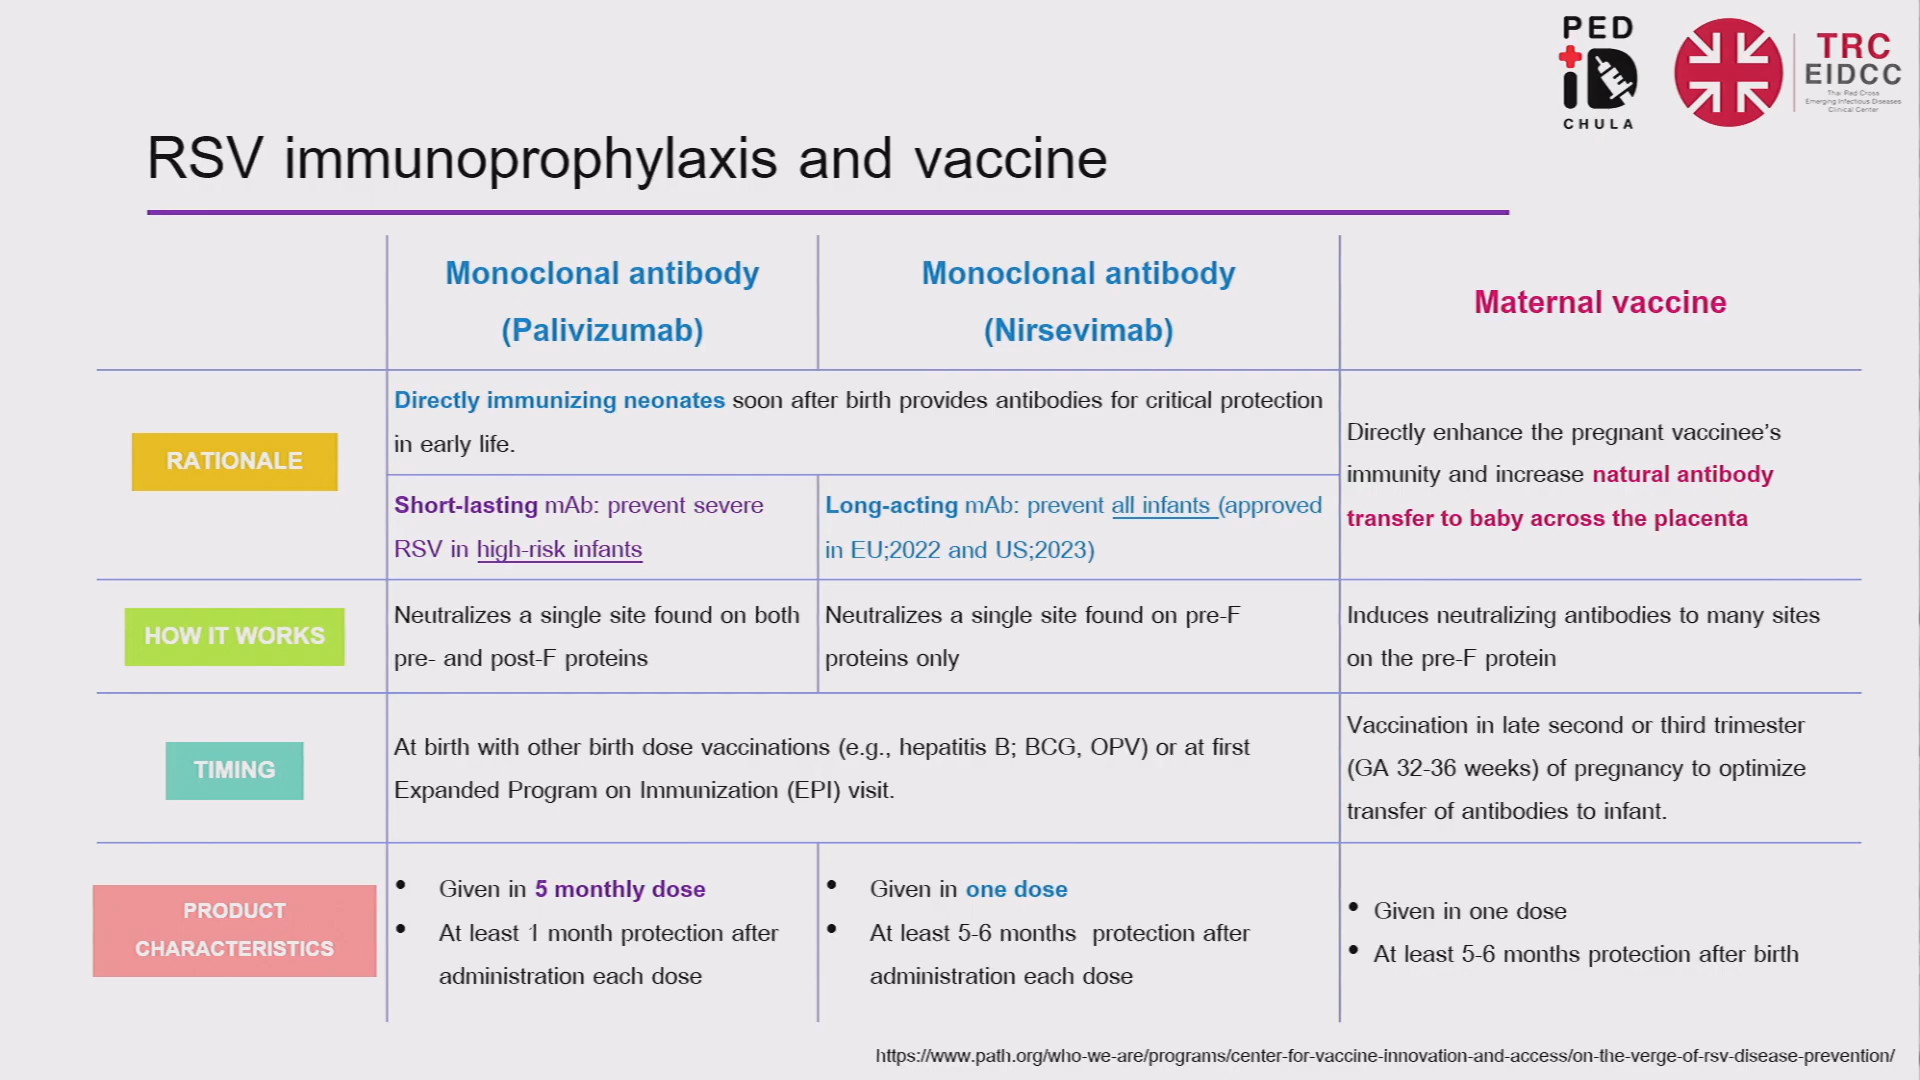 PED
iD
CHULA
TRC
EIDCC
Thai Red Cross
Emerging Infectious Diseases
Clinical Center
RSV immunoprophylaxis and vaccine
Monoclonal antibody
(Palivizumab)
Monoclonal antibody
(Nirsevimab)
Maternal vaccine
RATIONALE
Directly immunizing neonates soon after birth provides antibodies for critical protection
in early life.
Short-lasting mAb: prevent severe
RSV in high-risk infants
Long-acting mAb: prevent all infants (approved
in EU;2022 and US;2023)
Directly enhance the pregnant vaccinee's
immunity and increase natural antibody
transfer to baby across the placenta
HOW IT WORKS
Neutralizes a single site found on both
pre- and post-F proteins
Neutralizes a single site found on pre-F
proteins only
Induces neutralizing antibodies to many sites
on the pre-F protein
TIMING
At birth with other birth dose vaccinations (e.g., hepatitis B; BCG, OPV) or at first
Expanded Program on Immunization (EPI) visit.
Vaccination in late second or third trimester
(GA 32-36 weeks) of pregnancy to optimize
transfer of antibodies to infant.
PRODUCT
CHARACTERISTICS
• Given in 5 monthly dose
• At least 1 month protection after
administration each dose
• Given in one dose
• At least 5-6 months protection after
administration each dose
• Given in one dose
• At least 5-6 months protection after birth
https://www.path.org/who-we-are/programs/center-for-vaccine-innovation-and-access/on-the-verge-of-rsv-disease-prevention/